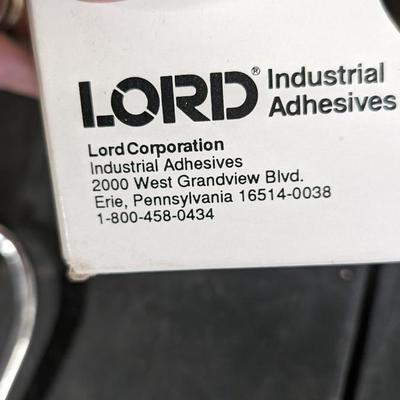 LORD® Industrial Adhesives
Lord Corporation
Industrial Adhesives
2000 West Grandview Blvd.
Erie, Pennsylvania 16514-0038
1-800-458-0434